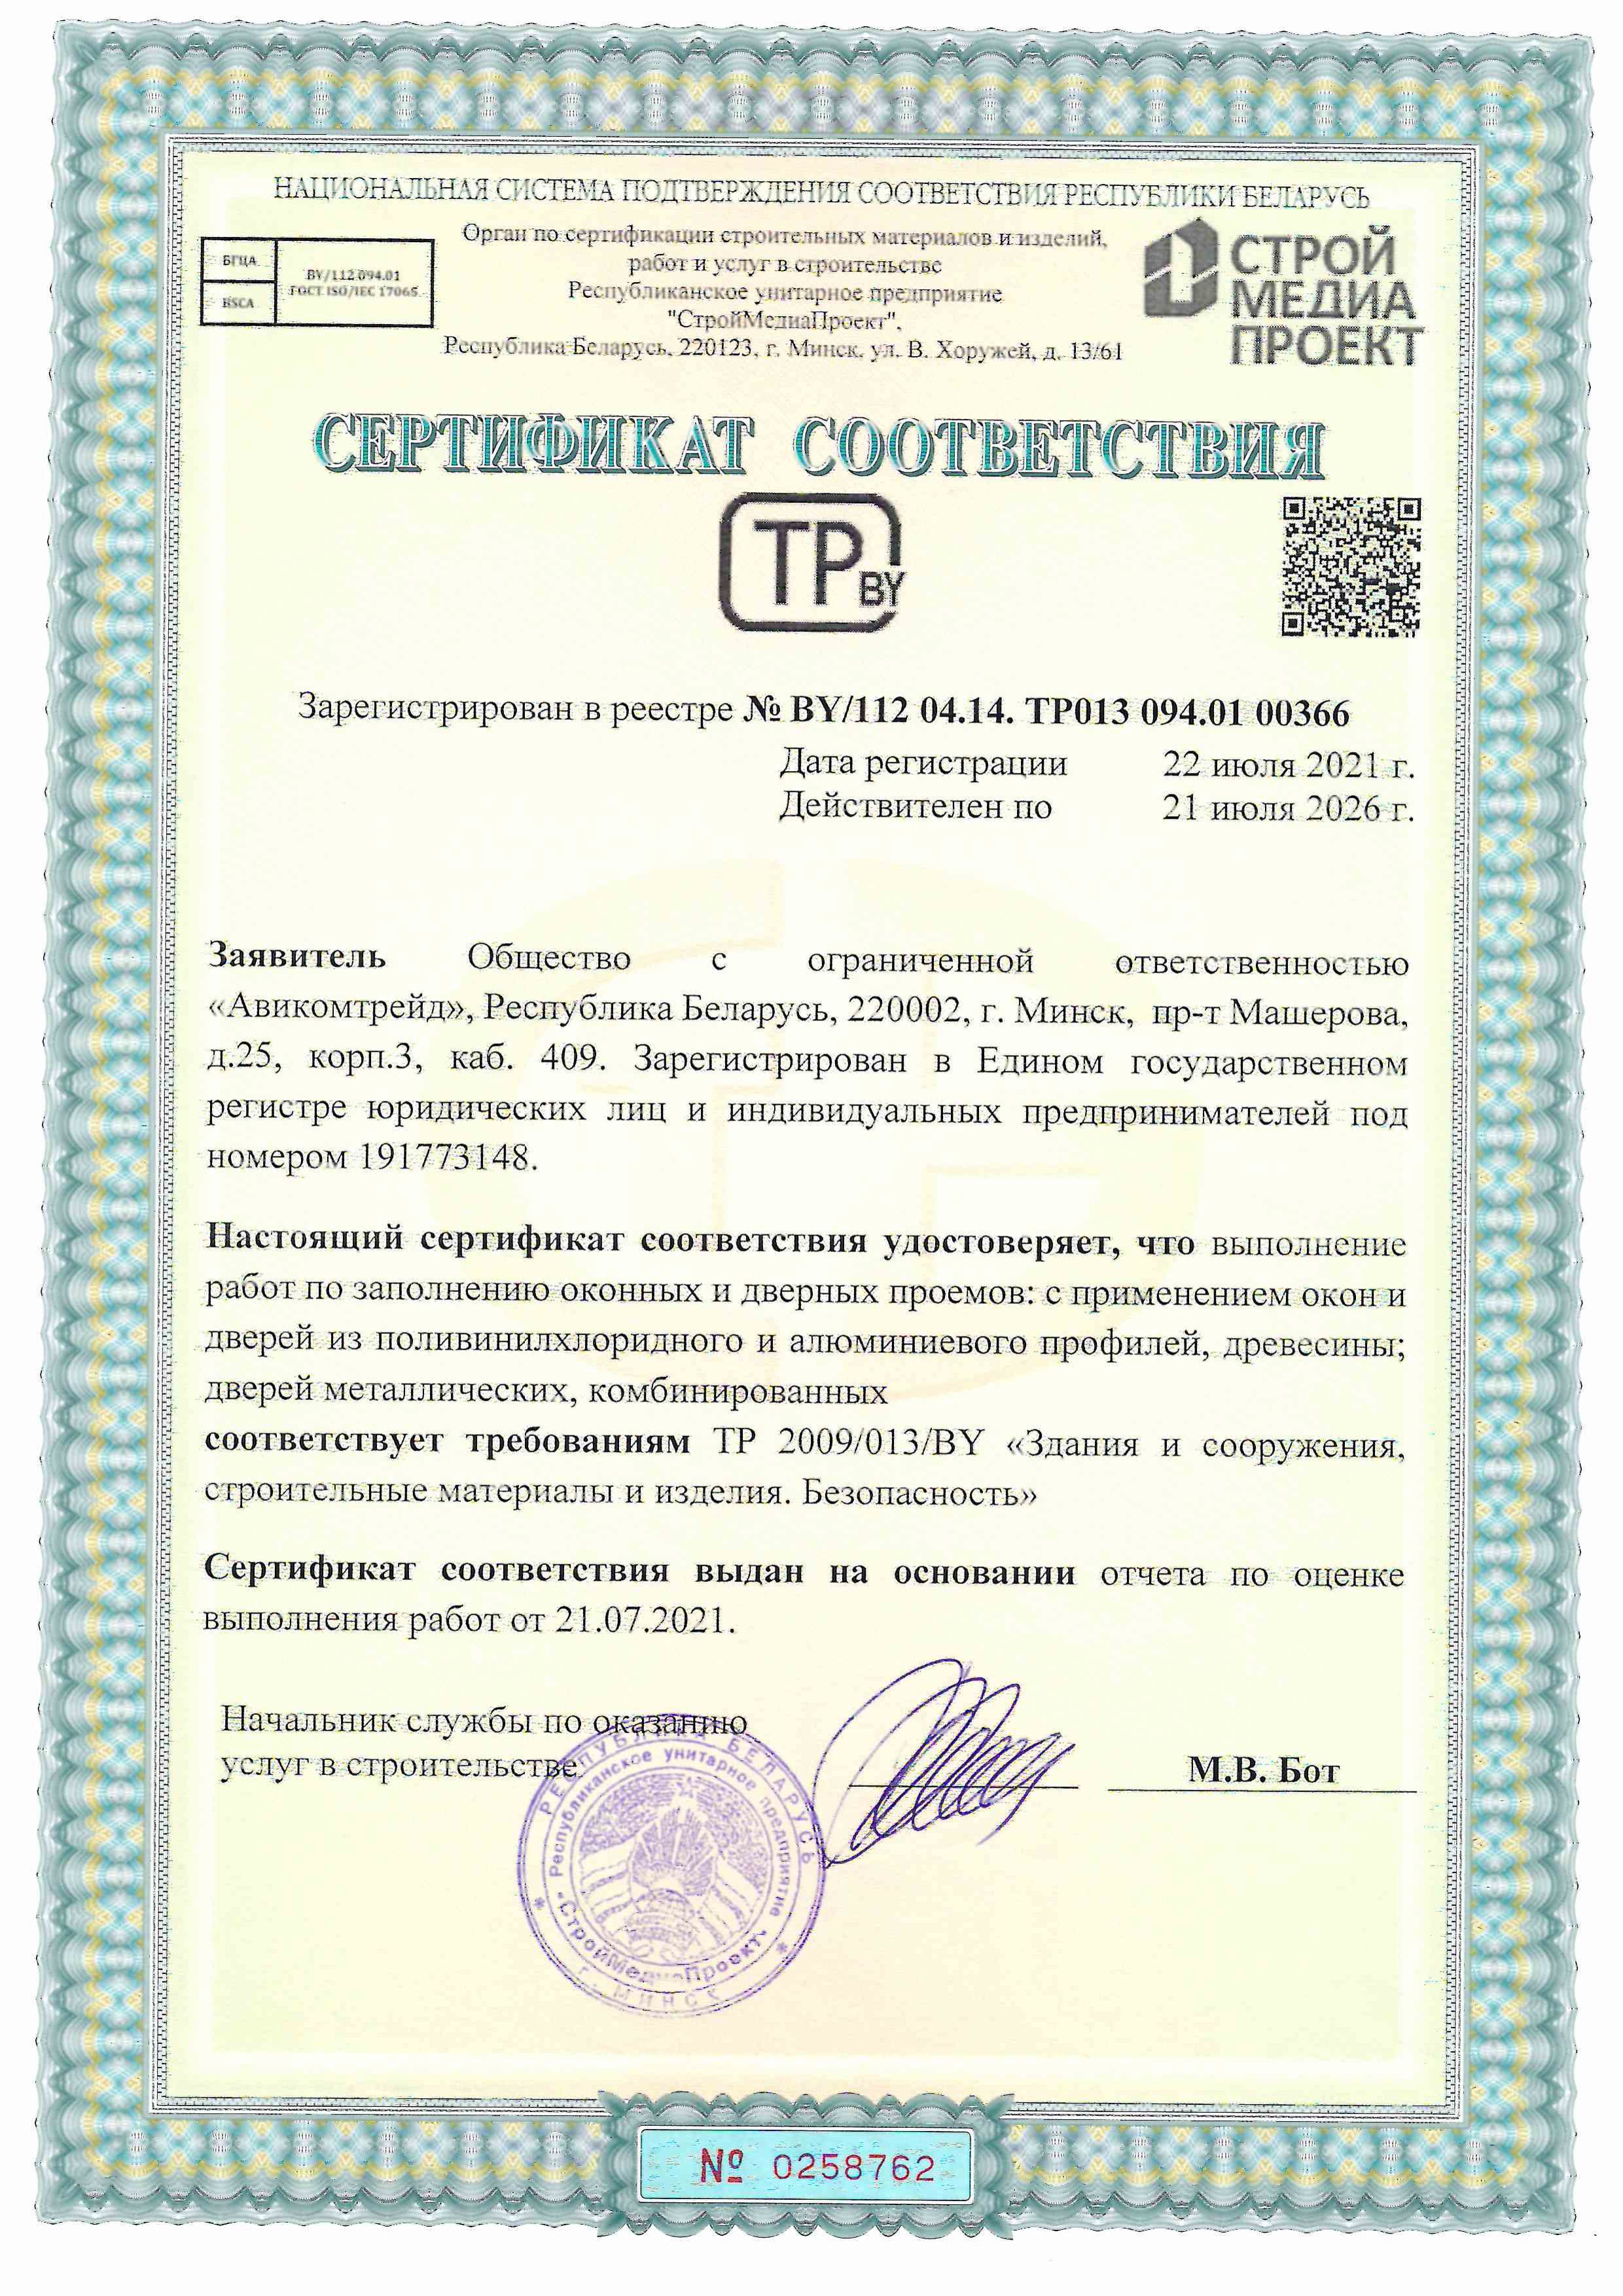 НАЦИОНАЛЬНАЯ СИСТЕМА ПОДТВЕРЖДЕНИЯ СООТВЕТСТВИЯ РЕСПУБЛИКИ БЕЛАРУСЬ
БГЦА
BSCA
BY/112 094.01
ГОСТ ISO/IEC 17065
Орган по сертификации строительных материалов и изделий,
работ и услуг в строительстве
Республиканское унитарное предприятие
"СтройМедиаПроект",
Республика Беларусь, 220123, г. Минск, ул. В. Хоружей, д. 13/61
СТРОЙ
МЕДИА
ПРОЕКТ
СЕРТИФИКАТ СООТВЕТСТВИЯ
ТР BY
Зарегистрирован в реестре № BY/112 04.14. ТР013 094.01 00366
Дата регистрации 22 июля 2021 г.
Действителен по 21 июля 2026 г.
Заявитель Общество с ограниченной ответственностью
«Авикомтрейд», Республика Беларусь, 220002, г. Минск, пр-т Машерова,
д.25, корп.3, каб. 409. Зарегистрирован в Едином государственном
регистре юридических лиц и индивидуальных предпринимателей под
номером 191773148.
Настоящий сертификат соответствия удостоверяет, что выполнение
работ по заполнению оконных и дверных проемов: с применением окон и
дверей из поливинилхлоридного и алюминиевого профилей, древесины;
дверей металлических, комбинированных
соответствует требованиям ТР 2009/013/BY «Здания и сооружения,
строительные материалы и изделия. Безопасность»
Сертификат соответствия выдан на основании отчета по оценке
выполнения работ от 21.07.2021.
Начальник службы по оказанию
услуг в строительстве
М.В. Бот
РЕСПУБЛИКА БЕЛАРУСЬ
Республиканское унитарное предприятие
«СтройМедиаПроект»
г. МИНСК
№ 0258762